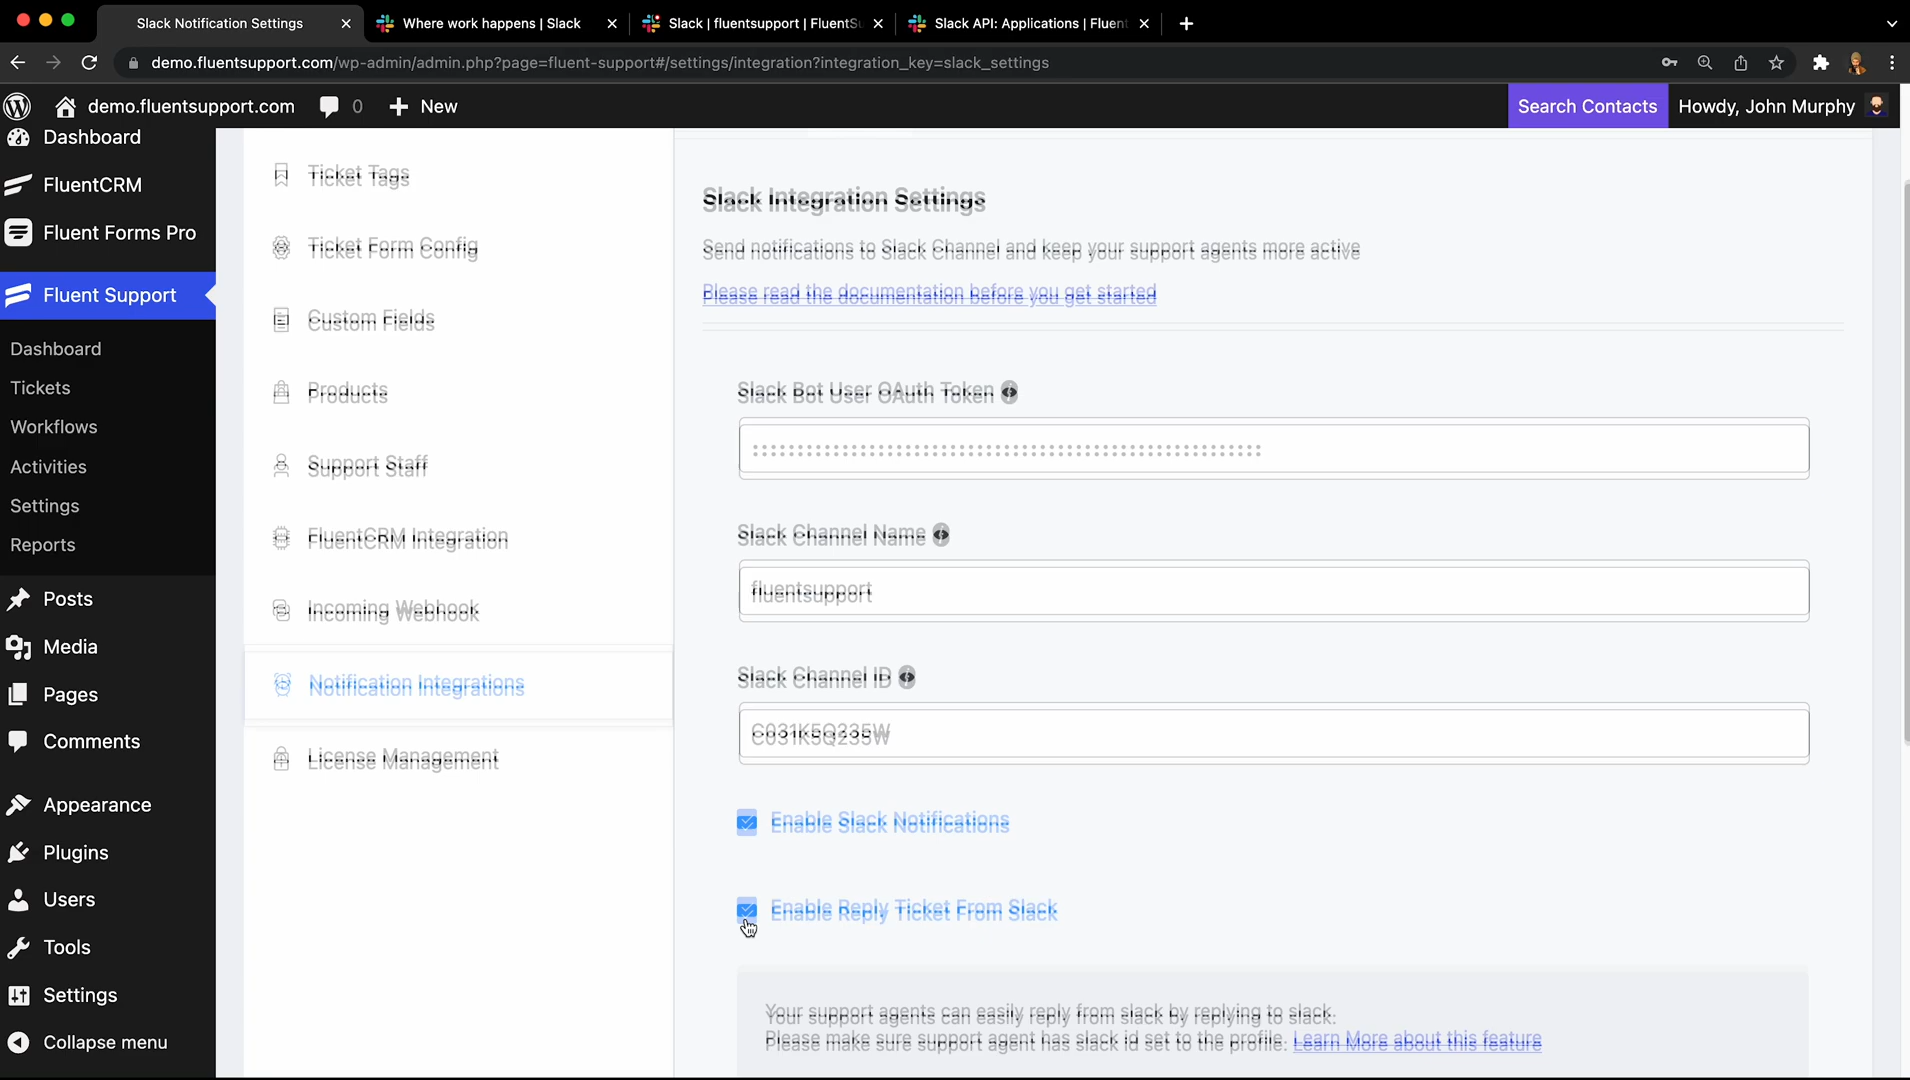 Slack Notification Settings
Where work happens | Slack
Slack | fluentsupport | FluentSu
Slack API: Applications | Fluent
demo.fluentsupport.com/wp-admin/admin.php?page=fluent-support#/settings/integration?integration_key=slack_settings
demo.fluentsupport.com
0
New
Search Contacts
Howdy, John Murphy
Dashboard
FluentCRM
Fluent Forms Pro
Fluent Support
Dashboard
Tickets
Workflows
Activities
Settings
Reports
Posts
Media
Pages
Comments
Appearance
Plugins
Users
Tools
Settings
Collapse menu
Ticket Tags
Ticket Form Config
Custom Fields
Products
Support Staff
FluentCRM Integration
Incoming Webhook
Notification Integrations
License Management
Slack Integration Settings
Send notifications to Slack Channel and keep your support agents more active
Please read the documentation before you get started
Slack Bot User OAuth Token
Slack Channel Name
fluentsupport
Slack Channel ID
C031K5Q235W
Enable Slack Notifications
Enable Reply Ticket From Slack
Your support agents can easily reply from slack by replying to slack.
Please make sure support agent has slack id set to the profile. Learn More about this feature